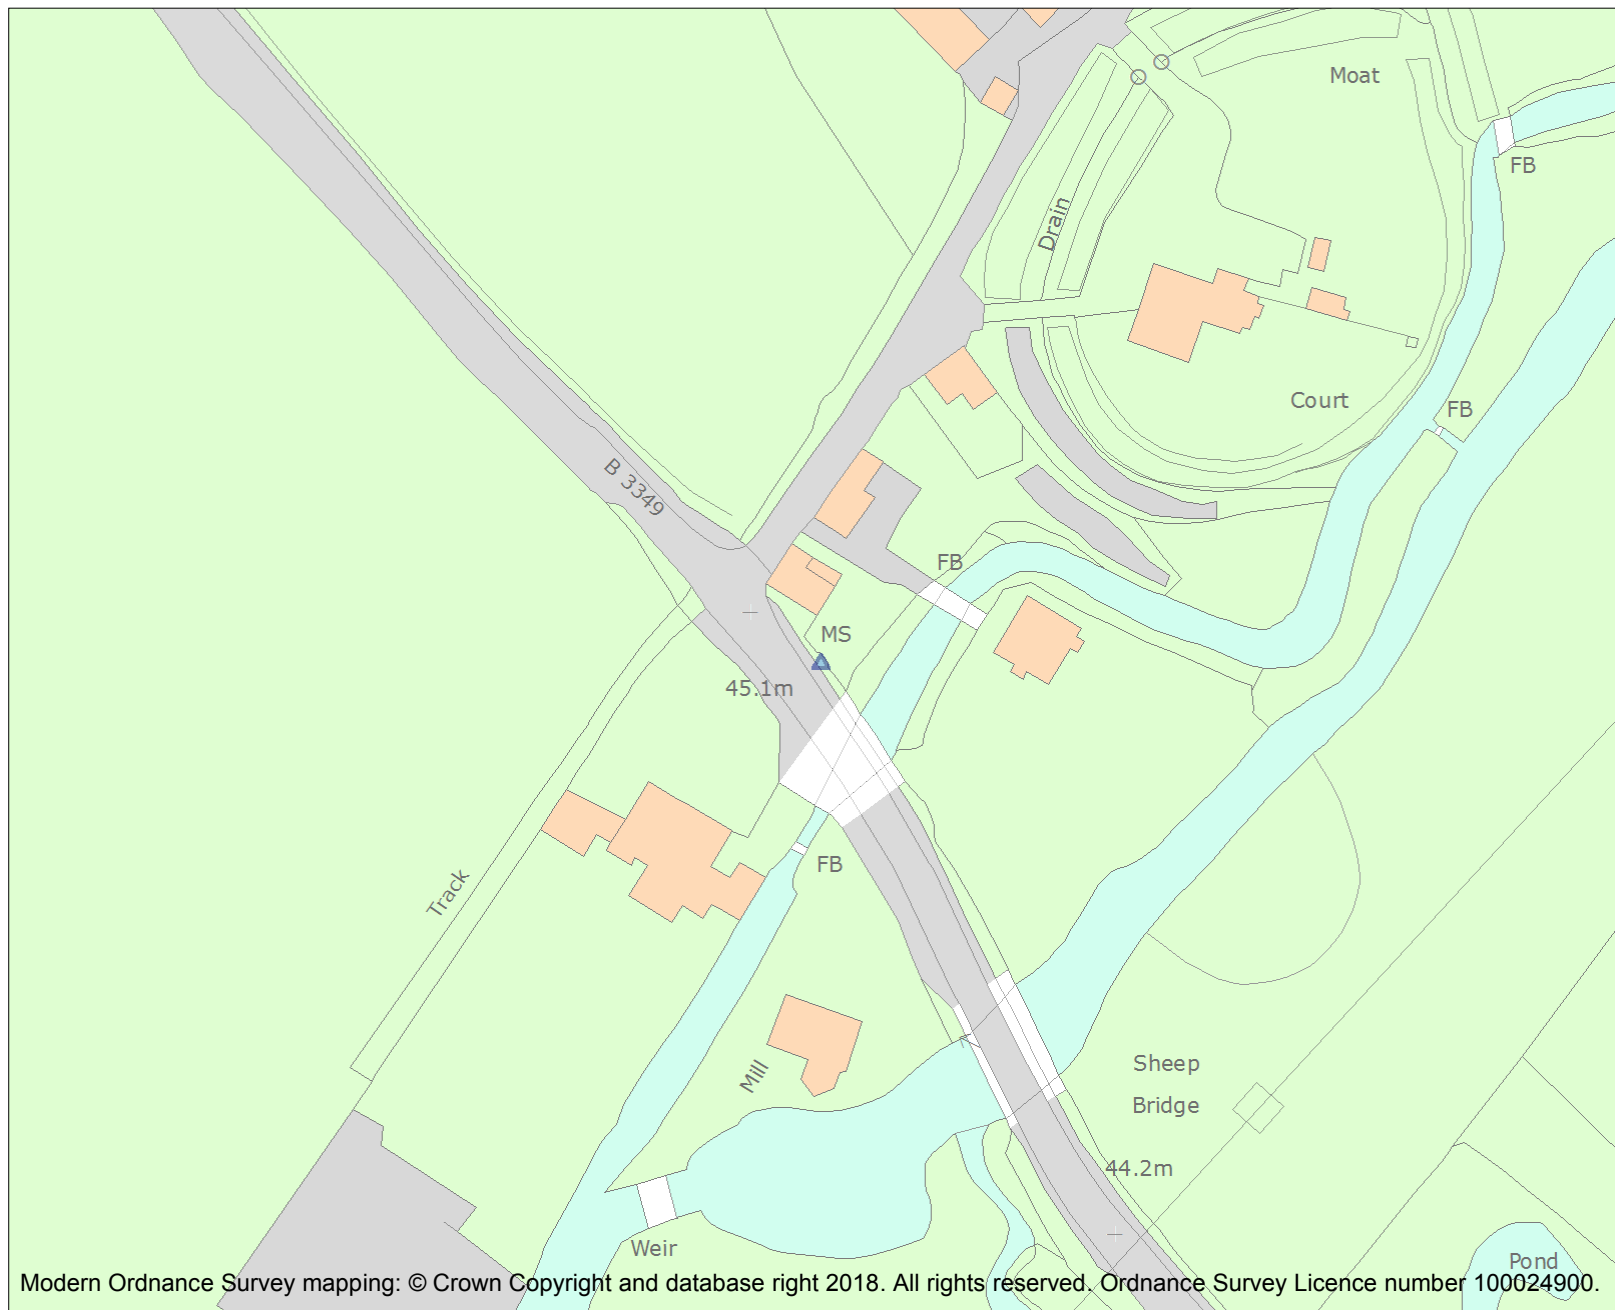 Moat
FB
Drain
Court
FB
B 3349
FB
MS
45.1m
FB
Track
Mill
Sheep
Bridge
44.2m
Weir
Pond
Modern Ordnance Survey mapping: © Crown Copyright and database right 2018. All rights reserved. Ordnance Survey Licence number 100024900.